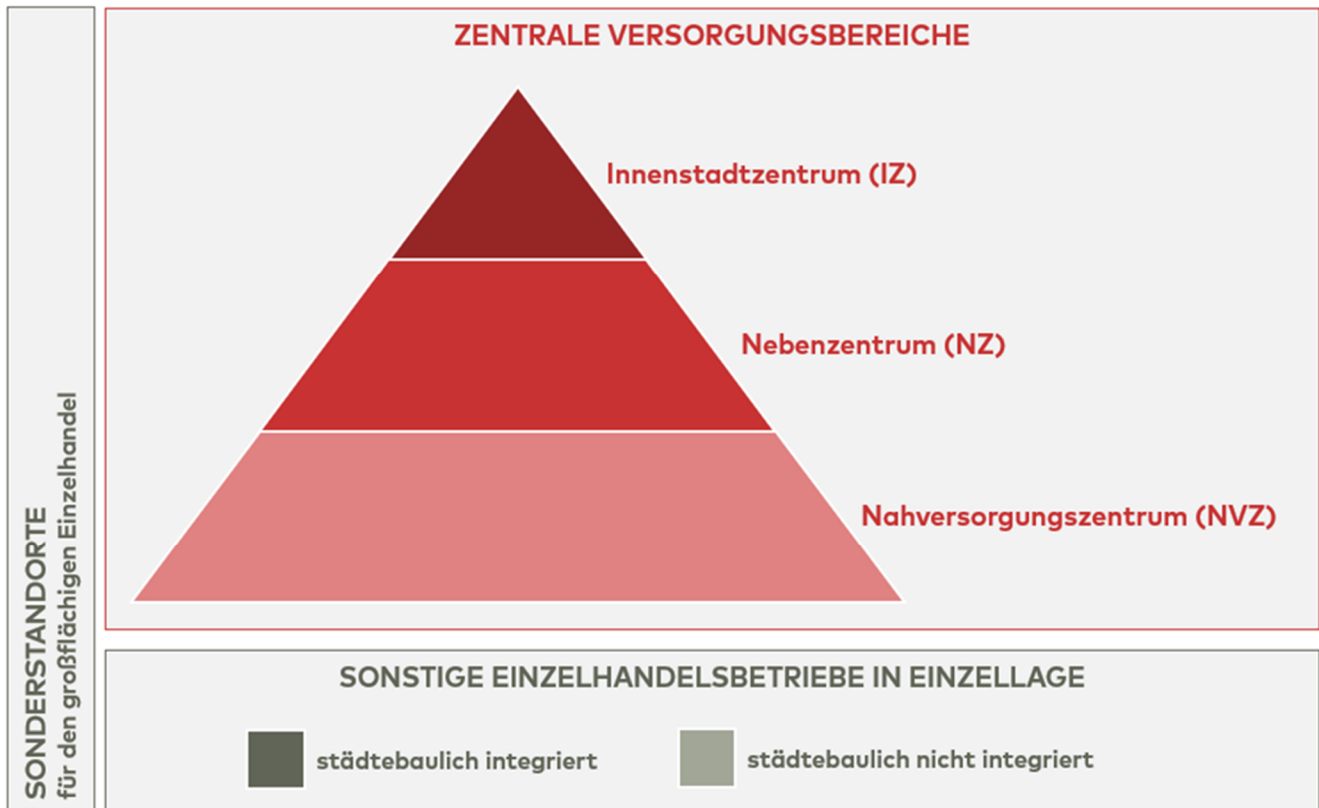 ZENTRALE VERSORGUNGSBEREICHE
Innenstadtzentrum (IZ)
Nebenzentrum (NZ)
Nahversorgungszentrum (NVZ)
SONDERSTANDORTE
für den großflächigen Einzelhandel
SONSTIGE EINZELHANDELSBETRIEBE IN EINZELLAGE
städtebaulich integriert
städtebaulich nicht integriert